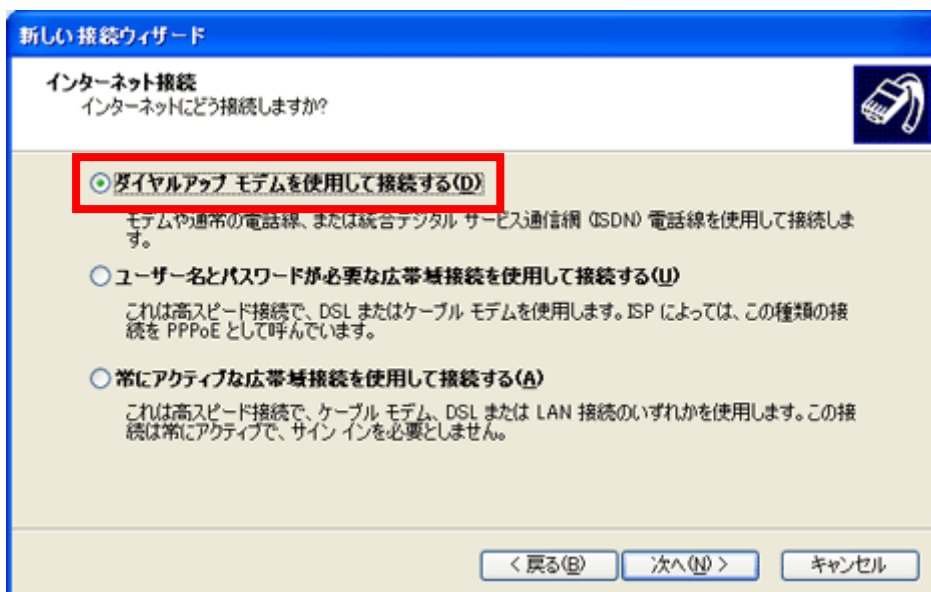 新しい接続ウィザード
インターネット接続
インターネットにどう接続しますか?
ダイヤルアップ モデムを使用して接続する(D)
モデムや通常の電話線、または統合デジタル サービス通信網 (ISDN) 電話線を使用して接続しま
す。
ユーザー名とパスワードが必要な広帯域接続を使用して接続する(U)
これは高スピード接続で、DSL またはケーブル モデムを使用します。ISP によっては、この種類の接
続を PPPoE として呼んでいます。
常にアクティブな広帯域接続を使用して接続する(A)
これは高スピード接続で、ケーブル モデム、DSL または LAN 接続のいずれかを使用します。この接
続は常にアクティブで、サイン インを必要としません。
< 戻る(B) 次へ(N) > キャンセル